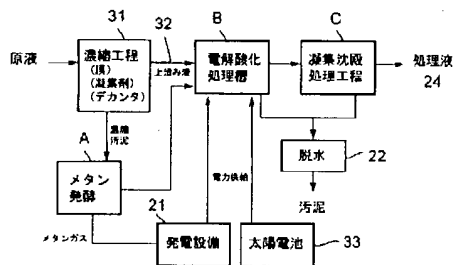 31
32
B
C
原液
濃縮工程
(膜)
(凝集剤)
(デカンタ)
上澄み液
電解酸化
処理槽
凝集沈殿
処理工程
処理液
24
濃縮
汚泥
A
メタン
発酵
電力供給
脱水
22
汚泥
メタンガス
21
発電設備
太陽電池
33